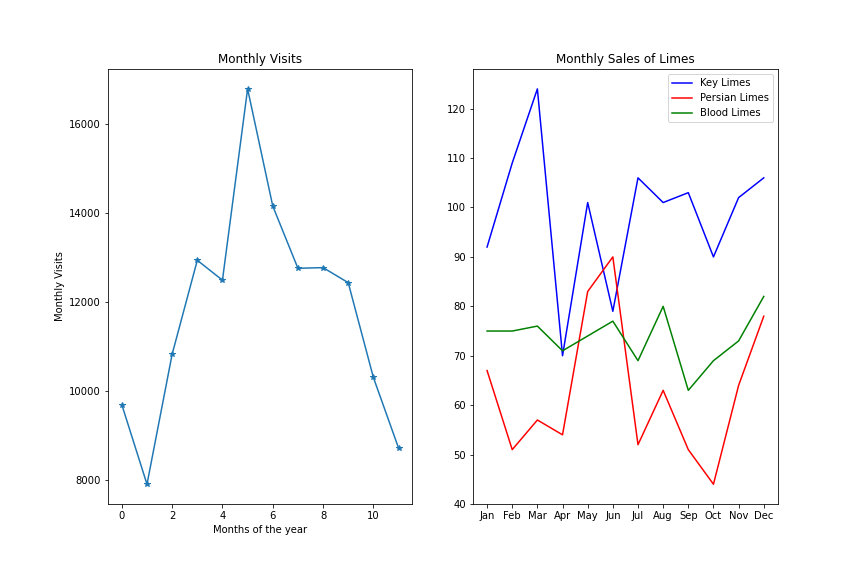 Monthly Visits
Monthly Visits
16000
14000
12000
10000
8000
0 2 4 6 8 10
Months of the year
Monthly Sales of Limes
Key Limes
Persian Limes
Blood Limes
120
110
100
90
80
70
60
50
40
Jan Feb Mar Apr May Jun Jul Aug Sep Oct Nov Dec